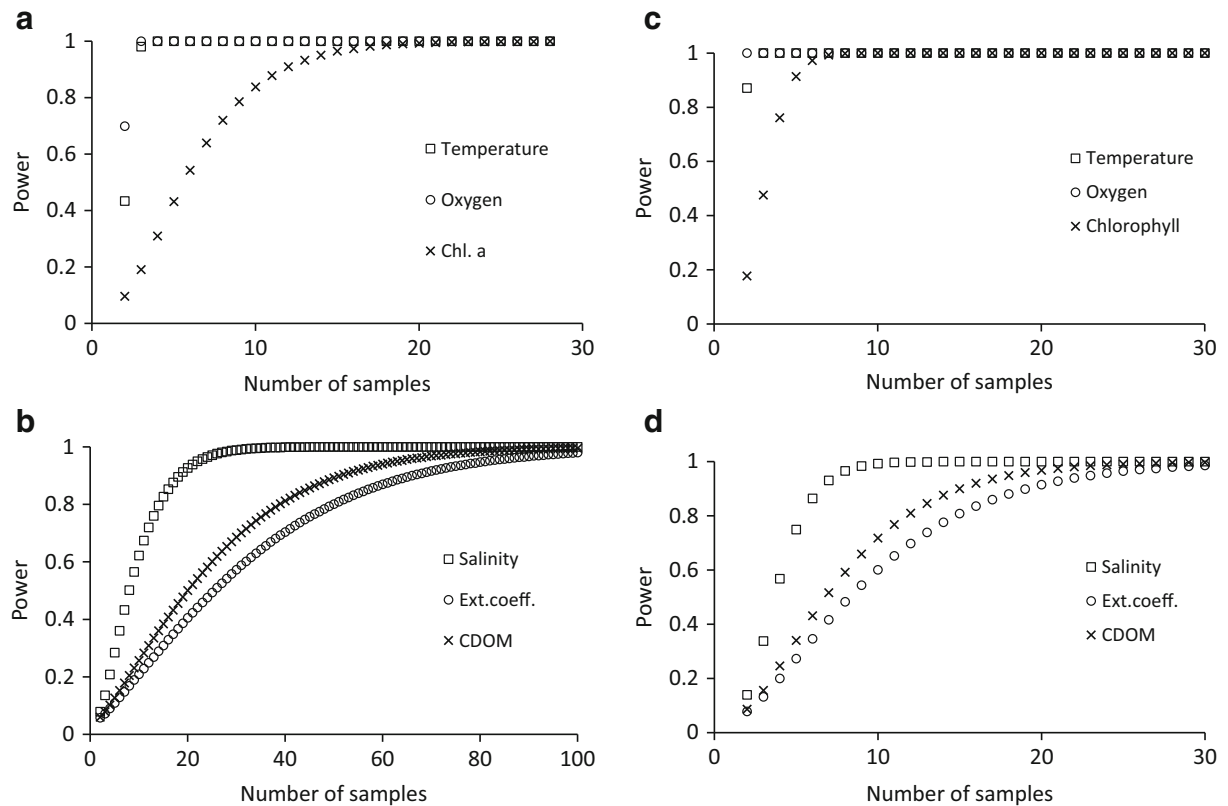 a
1
0.8
0.6
0.4
0.2
0
Power
0
10
20
30
Number of samples
Temperature
Oxygen
Chl. a
c
1
0.8
0.6
0.4
0.2
0
Power
0
10
20
30
Number of samples
Temperature
Oxygen
Chlorophyll
b
1
0.8
0.6
0.4
0.2
0
Power
0
20
40
60
80
100
Number of samples
Salinity
Ext.coeff.
CDOM
d
1
0.8
0.6
0.4
0.2
0
Power
0
10
20
30
Number of samples
Salinity
Ext.coeff.
CDOM